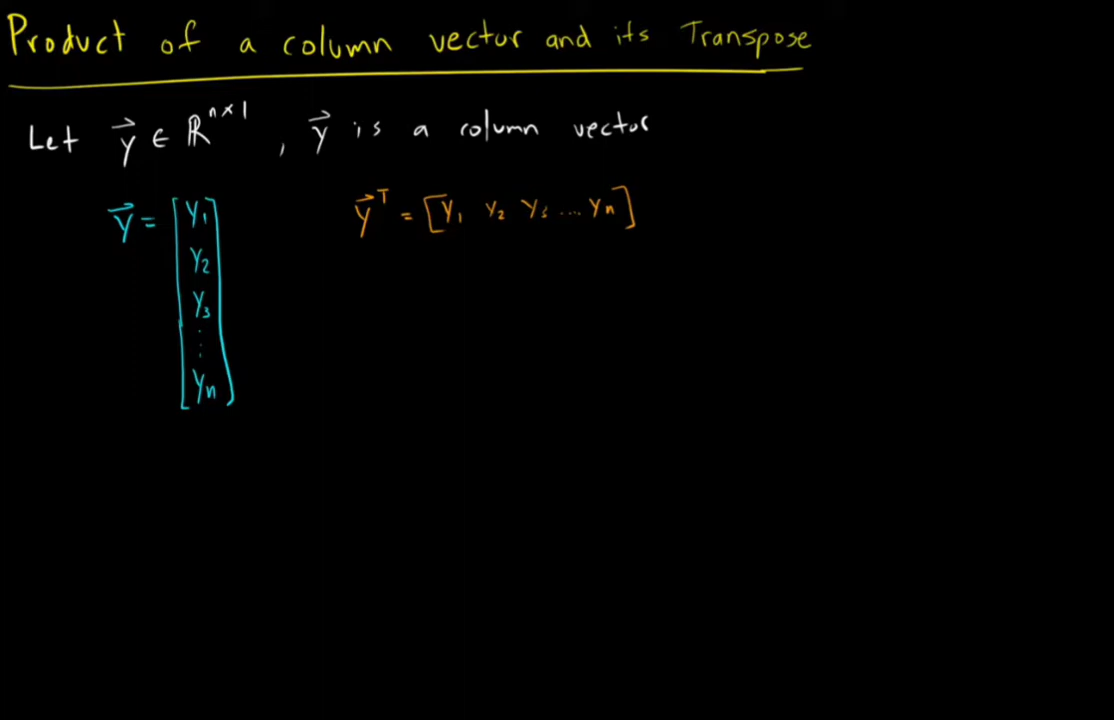 Product of a column vector and its Transpose
Let y⃗ ∈ ℝⁿˣ¹ , y⃗ is a column vector
y⃗ = [y₁
y₂
y₃
⋮
yₙ]
y⃗ᵀ = [y₁ y₂ y₃ ... yₙ]